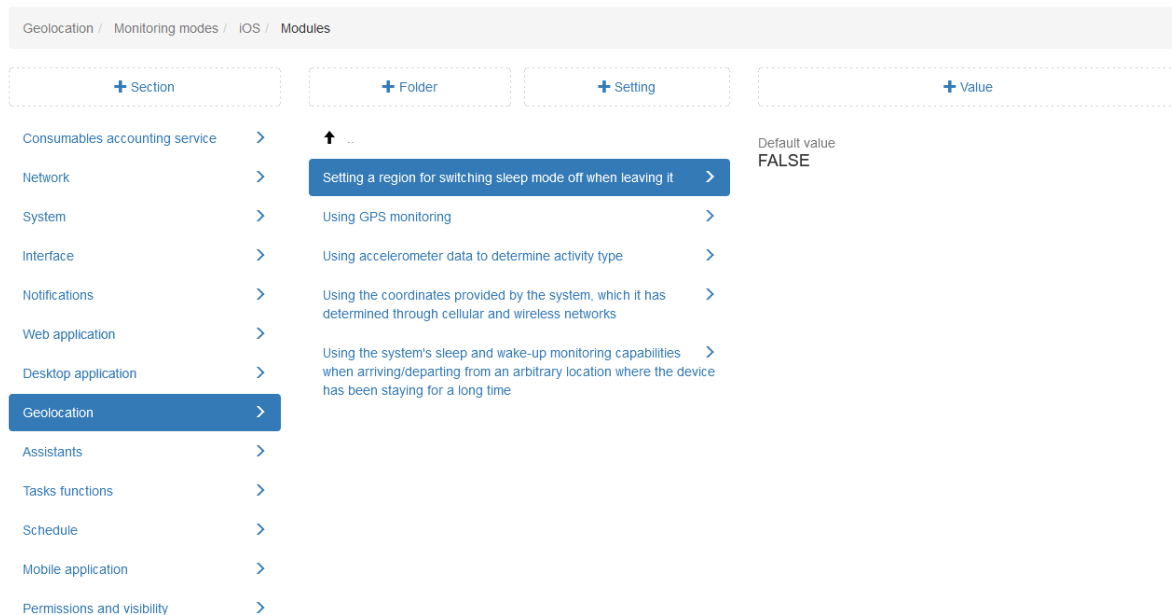 Geolocation / Monitoring modes / iOS / Modules
+ Section
+ Folder
+ Setting
+ Value
Consumables accounting service
Network
System
Interface
Notifications
Web application
Desktop application
Geolocation
Assistants
Tasks functions
Schedule
Mobile application
Permissions and visibility
..
Setting a region for switching sleep mode off when leaving it
Using GPS monitoring
Using accelerometer data to determine activity type
Using the coordinates provided by the system, which it has
determined through cellular and wireless networks
Using the system's sleep and wake-up monitoring capabilities
when arriving/departing from an arbitrary location where the device
has been staying for a long time
Default value
FALSE